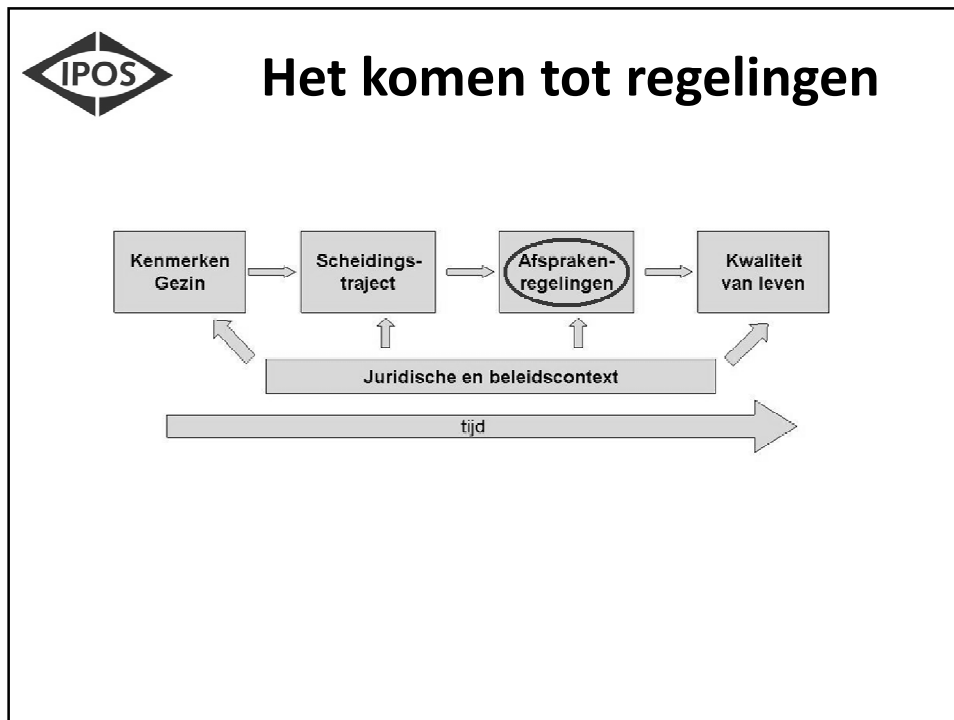 IPOS
Het komen tot regelingen
Kenmerken
Gezin
Scheidings-
traject
Afspraken-
regelingen
Kwaliteit
van leven
Juridische en beleidscontext
tijd